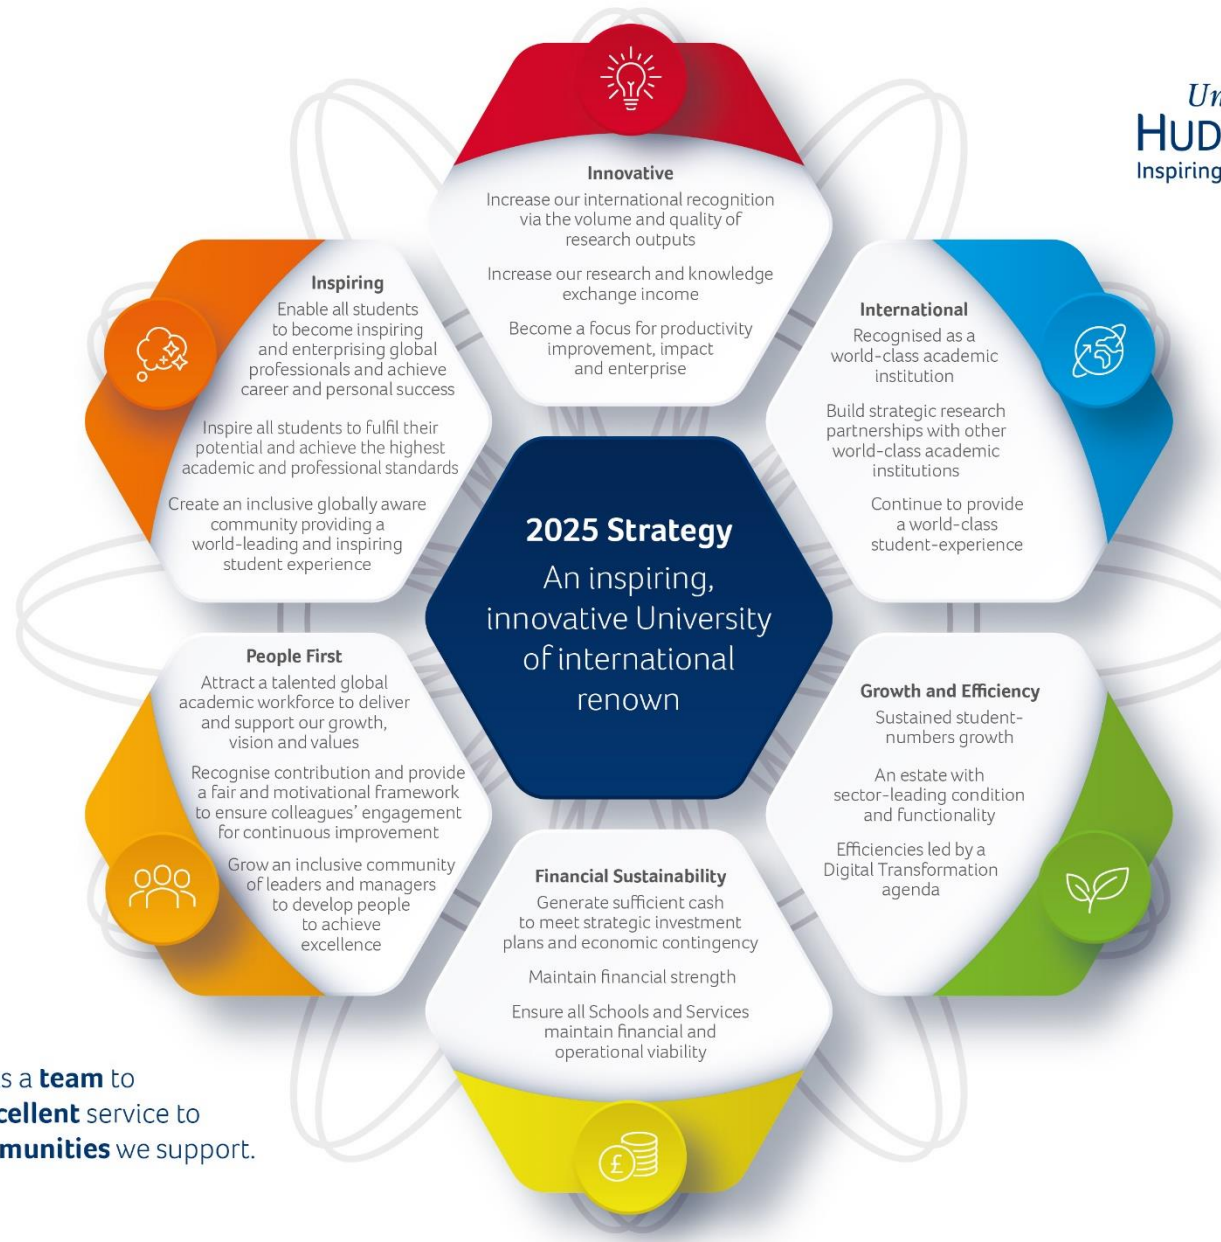 Innovative
Increase our international recognition
via the volume and quality of
research outputs
Increase our research and knowledge
exchange income
Become a focus for productivity
improvement, impact
and enterprise
Un
HUD
Inspiring
Inspiring
Enable all students
to become inspiring
and enterprising global
professionals and achieve
career and personal success
Inspire all students to fulfil their
potential and achieve the highest
academic and professional standards
Create an inclusive globally aware
community providing a
world-leading and inspiring
student experience
International
Recognised as a
world-class academic
institution
Build strategic research
partnerships with other
world-class academic
institutions
Continue to provide
a world-class
student-experience
2025 Strategy
An inspiring,
innovative University
of international
renown
People First
Attract a talented global
academic workforce to deliver
and support our growth,
vision and values
Recognise contribution and provide
a fair and motivational framework
to ensure colleagues' engagement
for continuous improvement
Grow an inclusive community
of leaders and managers
to develop people
to achieve
excellence
Growth and Efficiency
Sustained student-
numbers growth
An estate with
sector-leading condition
and functionality
Efficiencies led by a
Digital Transformation
agenda
Financial Sustainability
Generate sufficient cash
to meet strategic investment
plans and economic contingency
Maintain financial strength
Ensure all Schools and Services
maintain financial and
operational viability
£
s a team to
cellent service to
munities we support.